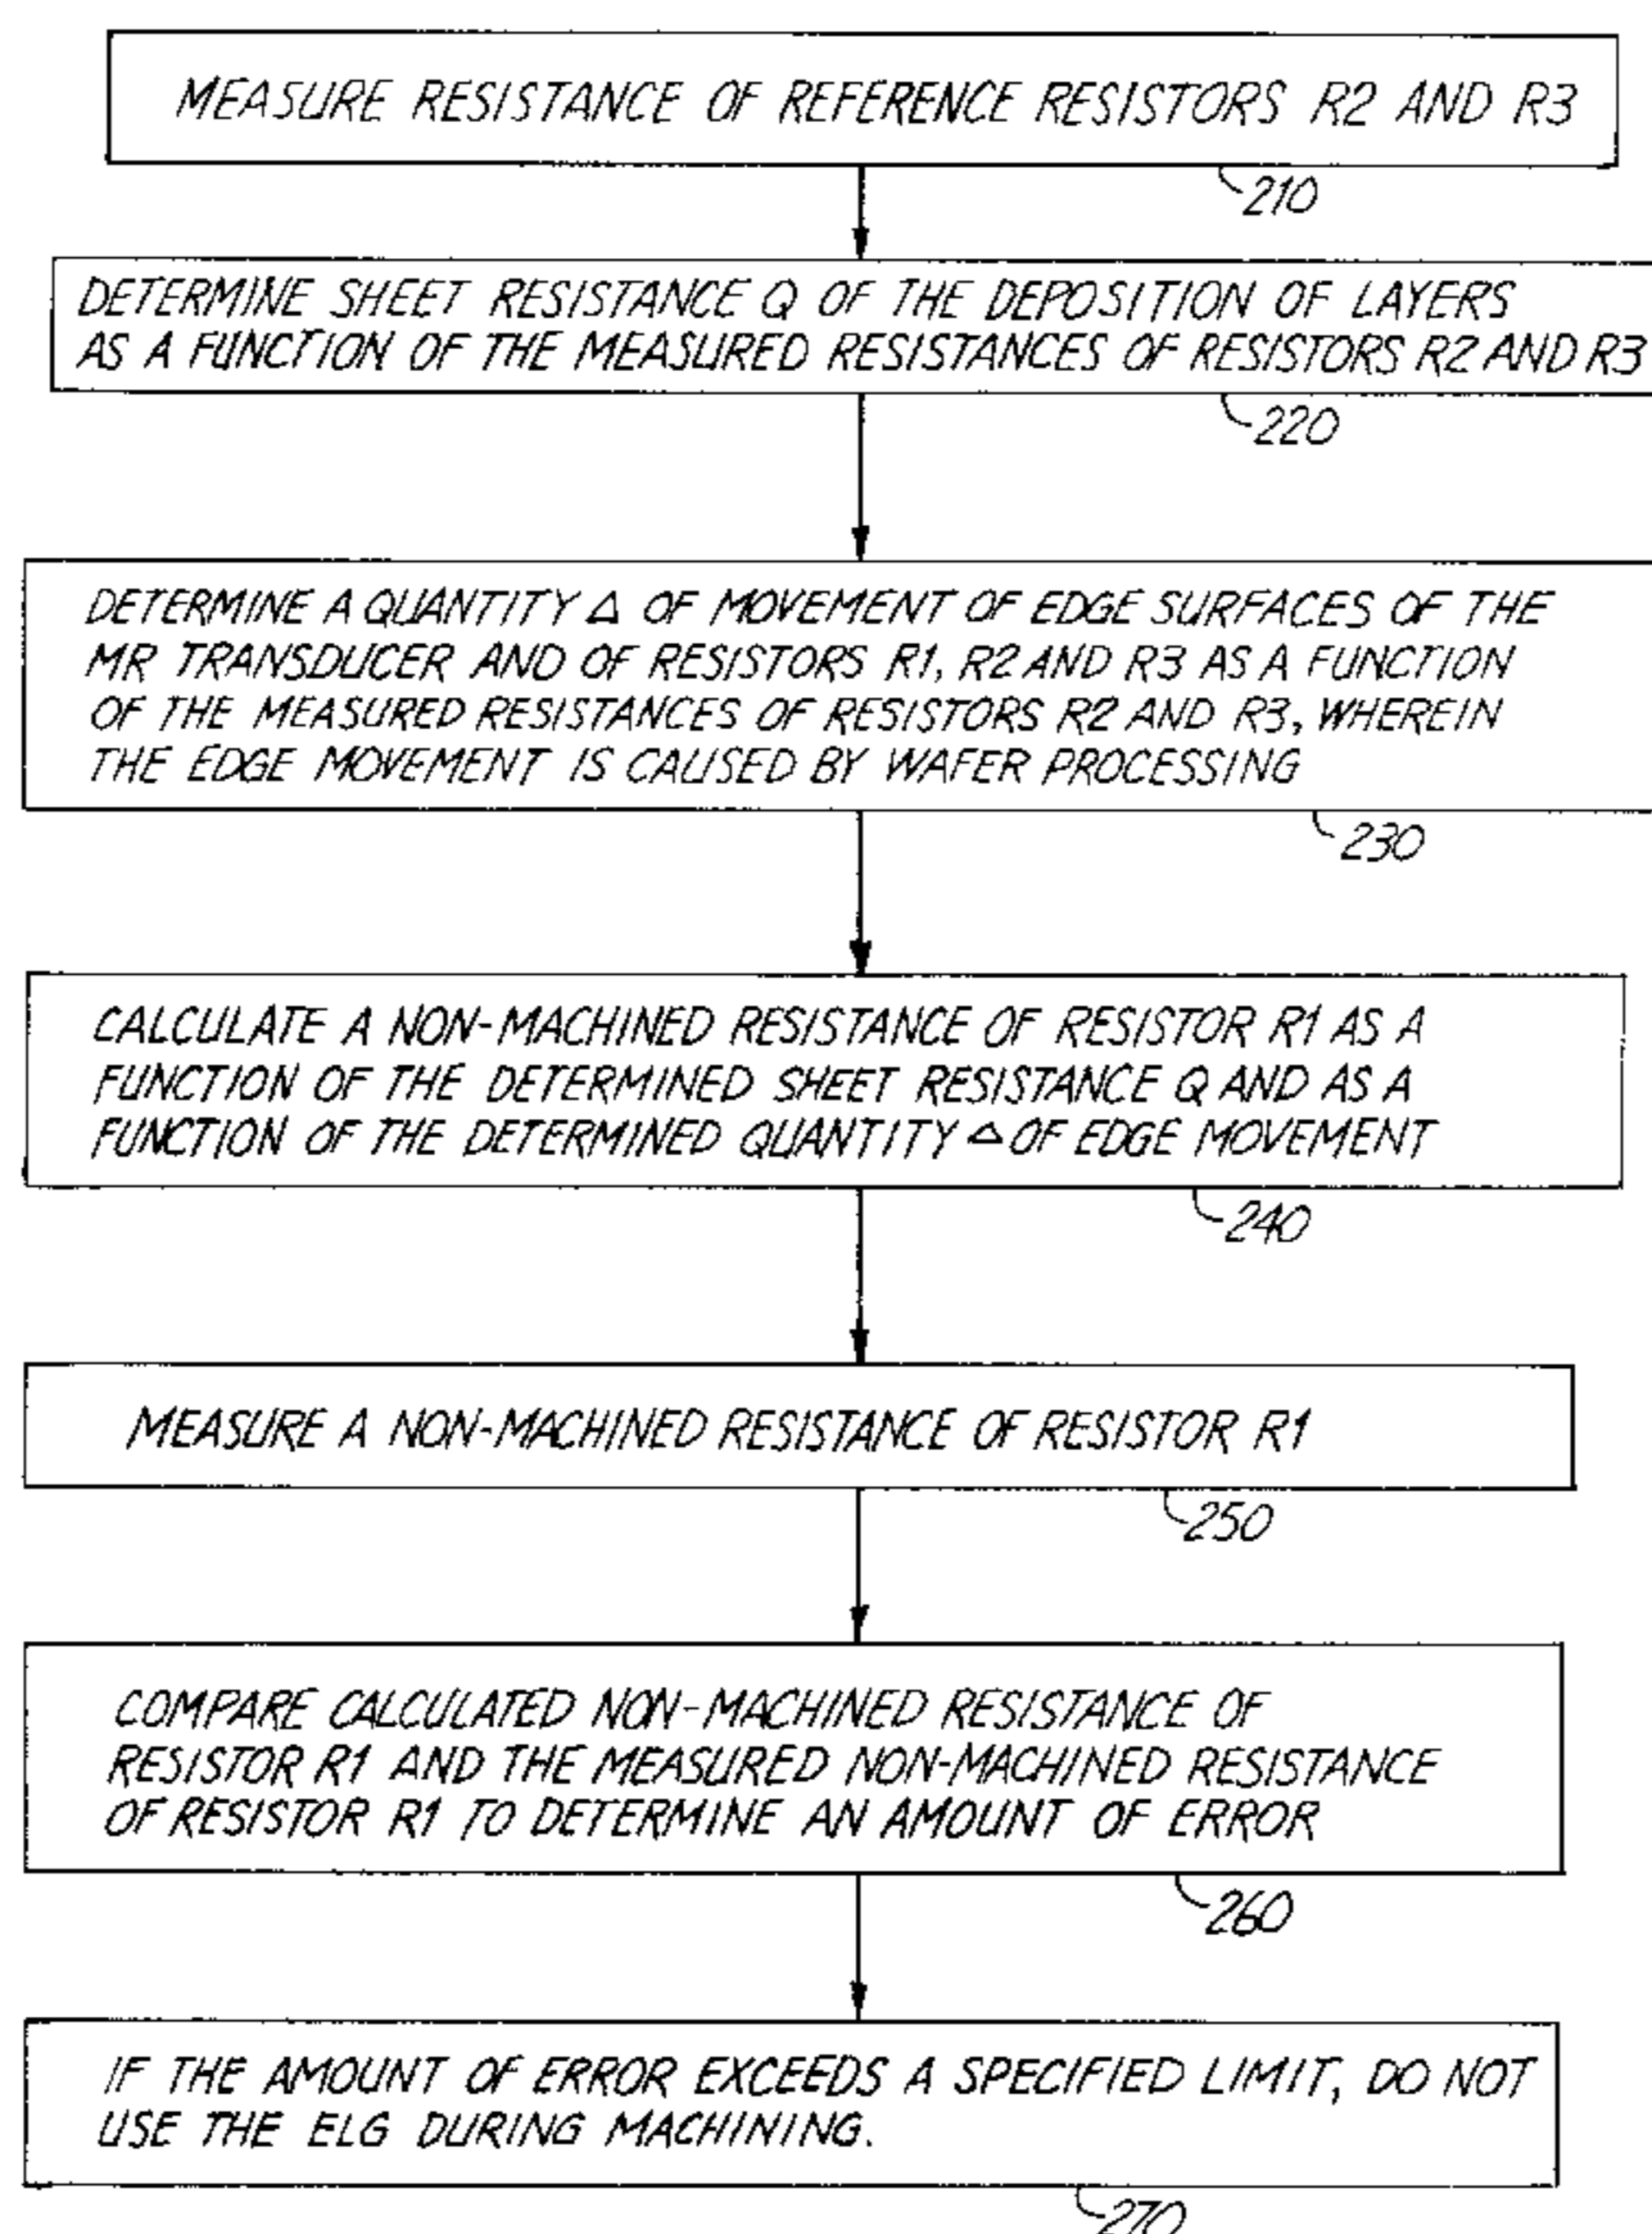 MEASURE RESISTANCE OF REFERENCE RESISTORS R2 AND R3
210
DETERMINE SHEET RESISTANCE Q OF THE DEPOSITION OF LAYERS
AS A FUNCTION OF THE MEASURED RESISTANCES OF RESISTORS R2 AND R3
220
DETERMINE A QUANTITY Δ OF MOVEMENT OF EDGE SURFACES OF THE
MR TRANSDUCER AND OF RESISTORS R1, R2 AND R3 AS A FUNCTION
OF THE MEASURED RESISTANCES OF RESISTORS R2 AND R3, WHEREIN
THE EDGE MOVEMENT IS CAUSED BY WAFER PROCESSING
230
CALCULATE A NON-MACHINED RESISTANCE OF RESISTOR R1 AS A
FUNCTION OF THE DETERMINED SHEET RESISTANCE Q AND AS A
FUNCTION OF THE DETERMINED QUANTITY Δ OF EDGE MOVEMENT
240
MEASURE A NON-MACHINED RESISTANCE OF RESISTOR R1
250
COMPARE CALCULATED NON-MACHINED RESISTANCE OF
RESISTOR R1 AND THE MEASURED NON-MACHINED RESISTANCE
OF RESISTOR R1 TO DETERMINE AN AMOUNT OF ERROR
260
IF THE AMOUNT OF ERROR EXCEEDS A SPECIFIED LIMIT, DO NOT
USE THE ELG DURING MACHINING.
270